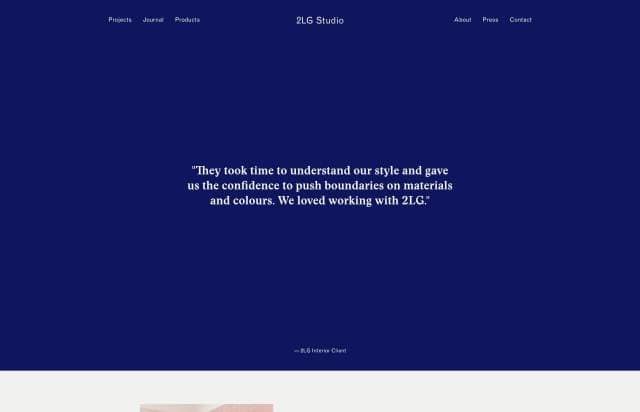 Projects Journal Products 2LG Studio About Press Contact
"They took time to understand our style and gave
us the confidence to push boundaries on materials
and colours. We loved working with 2LG."
— 2LG Interior Client